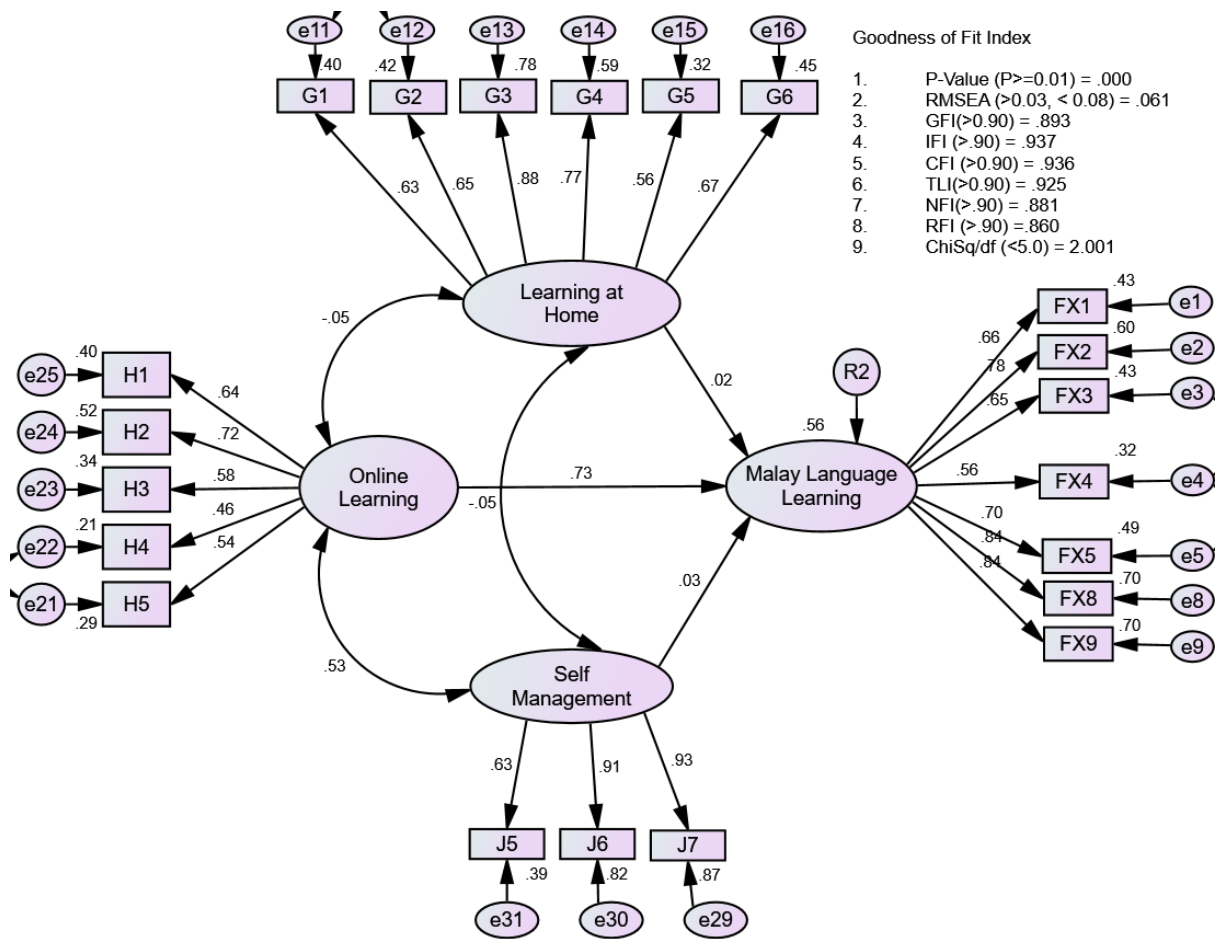 e11
e12
e13
e14
e15
e16
.40
.42
.78
.59
.32
.45
G1
G2
G3
G4
G5
G6
.63
.65
.88
.77
.56
.67
Goodness of Fit Index
1. P-Value (P>=0.01) = .000
2. RMSEA (>0.03, < 0.08) = .061
3. GFI(>0.90) = .893
4. IFI (>.90) = .937
5. CFI (>0.90) = .936
6. TLI(>0.90) = .925
7. NFI(>.90) = .881
8. RFI (>.90) =.860
9. ChiSq/df (<5.0) = 2.001
Learning at
Home
-.05
.02
-.05
e25
.40
H1
.64
e24
.52
H2
.72
e23
.34
H3
.58
e22
.21
H4
.46
e21
.29
H5
.54
Online
Learning
.73
R2
.56
Malay Language
Learning
.66
FX1
.43
e1
.78
FX2
.60
e2
.65
FX3
.43
e3
.56
FX4
.32
e4
.70
FX5
.49
e5
.84
FX8
.70
e8
.84
FX9
.70
e9
.03
.53
Self
Management
.63
.91
.93
J5
J6
J7
.39
.82
.87
e31
e30
e29